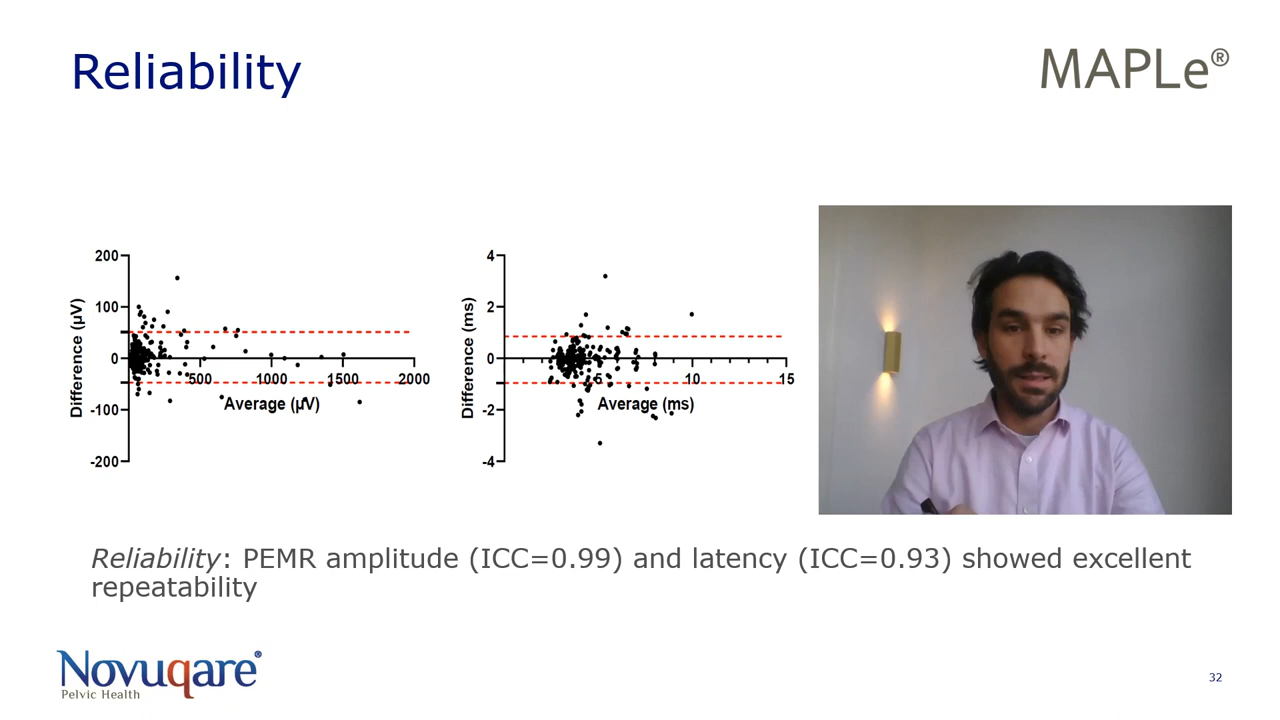 Reliability
MAPLe®
200
100
0
-100
-200
500
1000
1500
2000
Difference (µV)
Average (µV)
4
2
0
-2
-4
5
10
15
Difference (ms)
Average (ms)
Reliability: PEMR amplitude (ICC=0.99) and latency (ICC=0.93) showed excellent
repeatability
Novuqare®
Pelvic Health
32